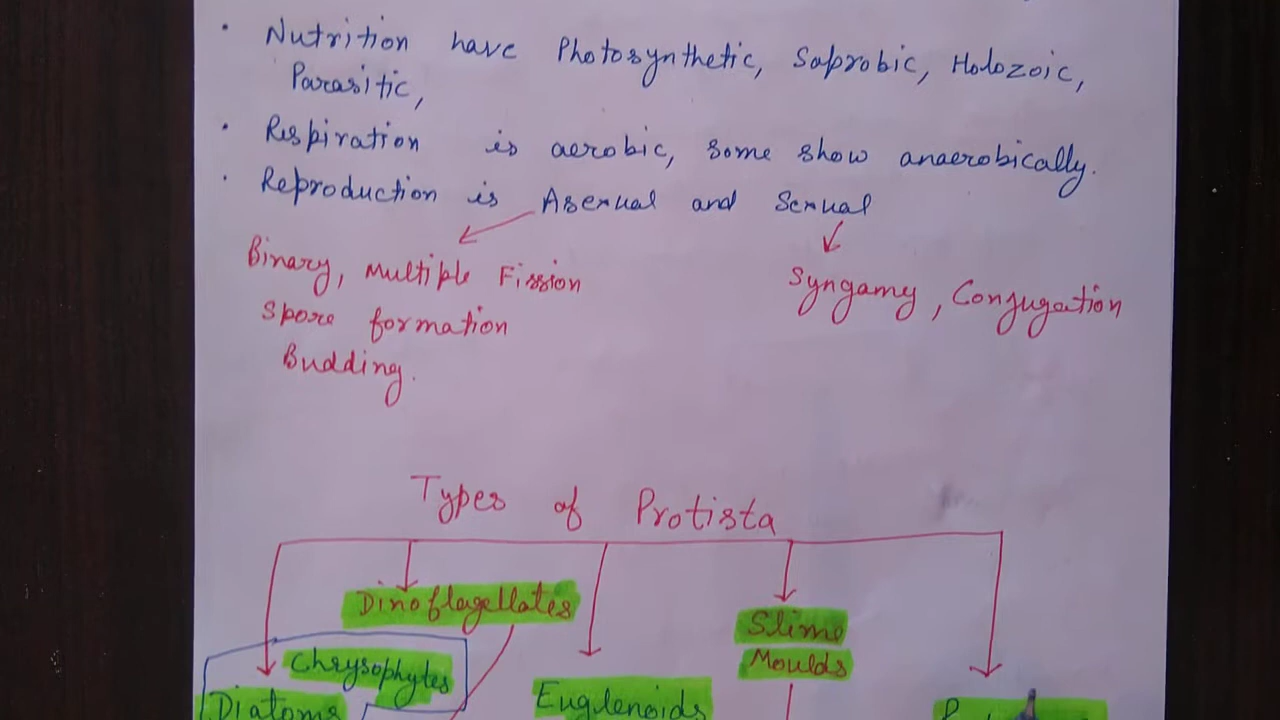 • Nutrition have Photosynthetic, Saprobic, Holozoic,
Parasitic,
• Respiration is aerobic, some show anaerobically.
• Reproduction is Asexual and Sexual
Binary, Multiple Fission
Spore formation
Budding.
Syngamy, Conjugation
Types of Protista
Dinoflagellates
Slime
Moulds
Chrysophytes
Diatoms
Euglenoids